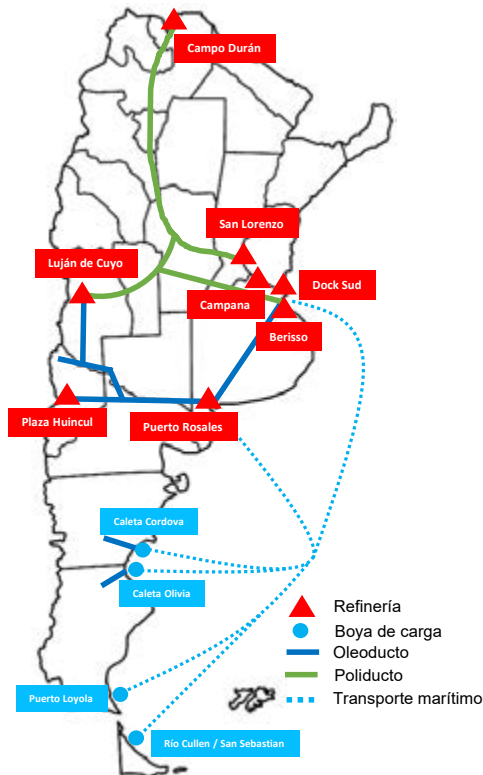 Campo Durán
San Lorenzo
Luján de Cuyo
Dock Sud
Campana
Berisso
Plaza Huincul
Puerto Rosales
Caleta Cordova
Caleta Olivia
Refinería
Boya de carga
Oleoducto
Poliducto
Transporte marítimo
Puerto Loyola
Río Cullen / San Sebastian